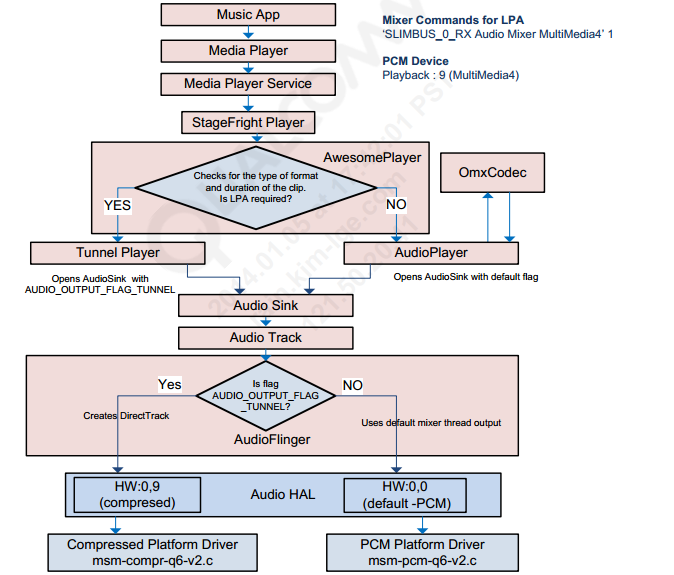 Music App
Mixer Commands for LPA
'SLIMBUS_0_RX Audio Mixer MultiMedia4' 1
Media Player
PCM Device
Playback : 9 (MultiMedia4)
Media Player Service
StageFright Player
AwesomePlayer
Checks for the type of format
and duration of the clip.
Is LPA required?
OmxCodec
YES
NO
Tunnel Player
AudioPlayer
Opens AudioSink with
AUDIO_OUTPUT_FLAG_TUNNEL
Opens AudioSink with default flag
Audio Sink
Audio Track
Yes
Is flag
AUDIO_OUTPUT_FLAG
_TUNNEL?
NO
Creates DirectTrack
Uses default mixer thread output
AudioFlinger
HW:0,9
(compresed)
Audio HAL
HW:0,0
(default -PCM)
Compressed Platform Driver
msm-compr-q6-v2.c
PCM Platform Driver
msm-pcm-q6-v2.c